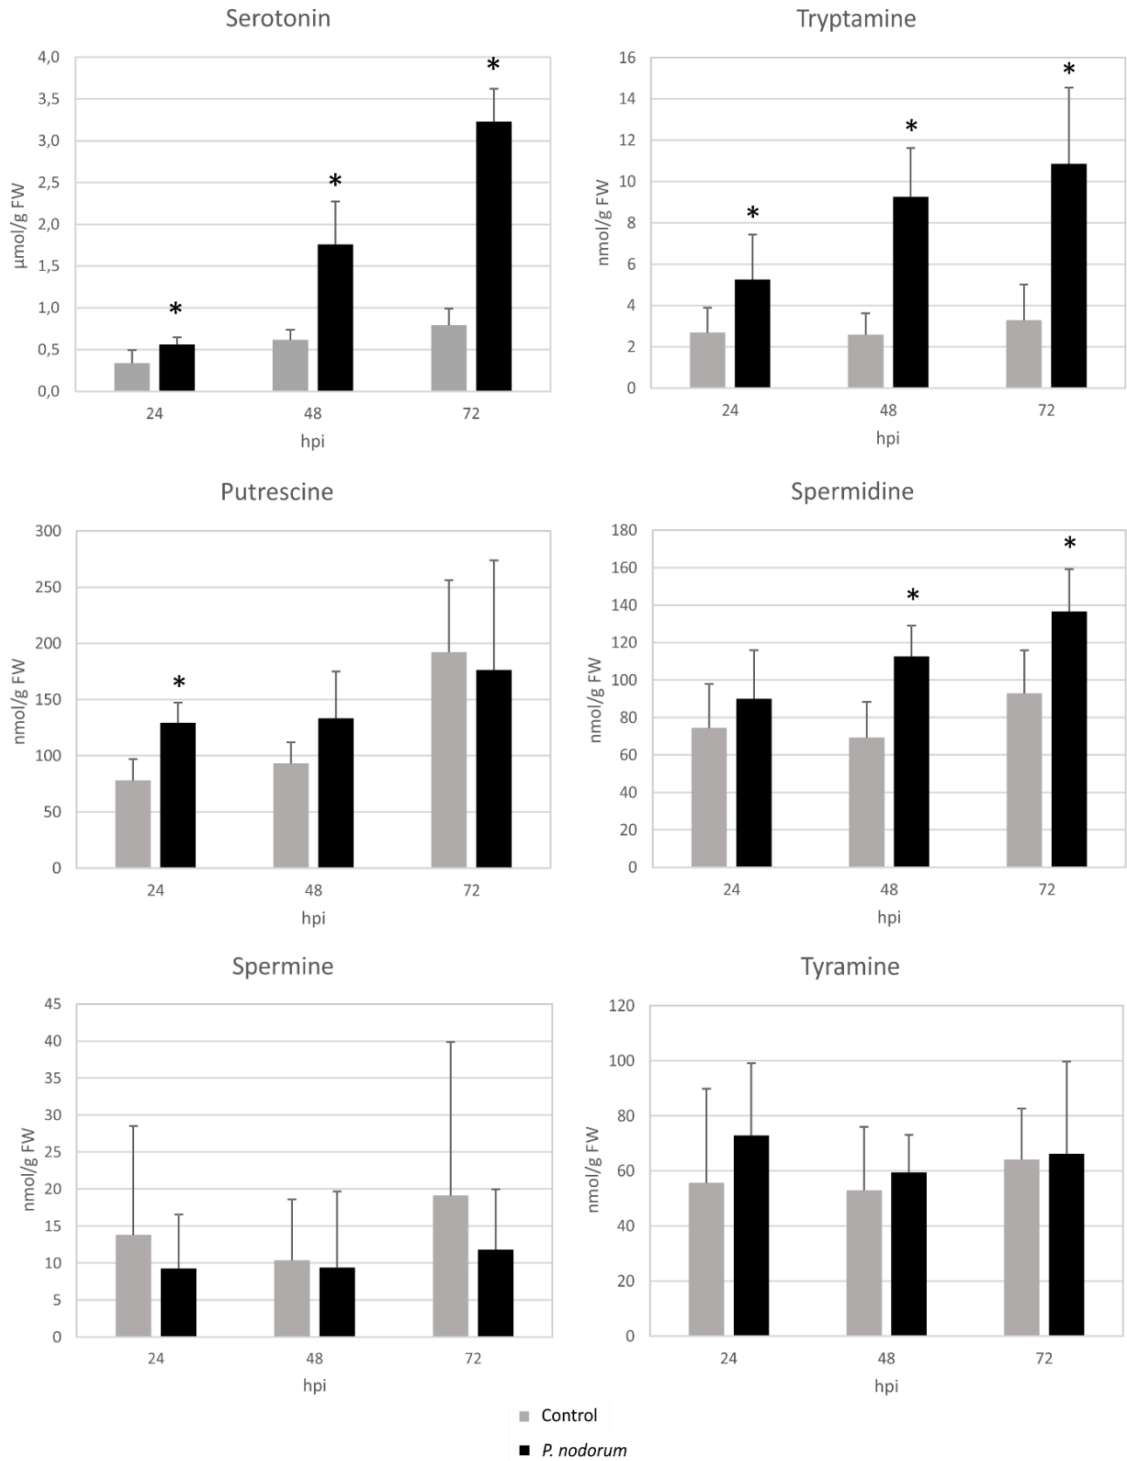 Serotonin
4,0
3,5
3,0
2,5
2,0
1,5
1,0
0,5
0,0
µmol/g FW
*
*
*
24 48 72
hpi
Tryptamine
16
14
12
10
8
6
4
2
0
nmol/g FW
*
*
*
24 48 72
hpi
Putrescine
300
250
200
150
100
50
0
nmol/g FW
*
24 48 72
hpi
Spermidine
180
160
140
120
100
80
60
40
20
0
nmol/g FW
*
*
24 48 72
hpi
Spermine
45
40
35
30
25
20
15
10
5
0
nmol/g FW
24 48 72
hpi
Tyramine
120
100
80
60
40
20
0
nmol/g FW
24 48 72
hpi
Control
P. nodorum